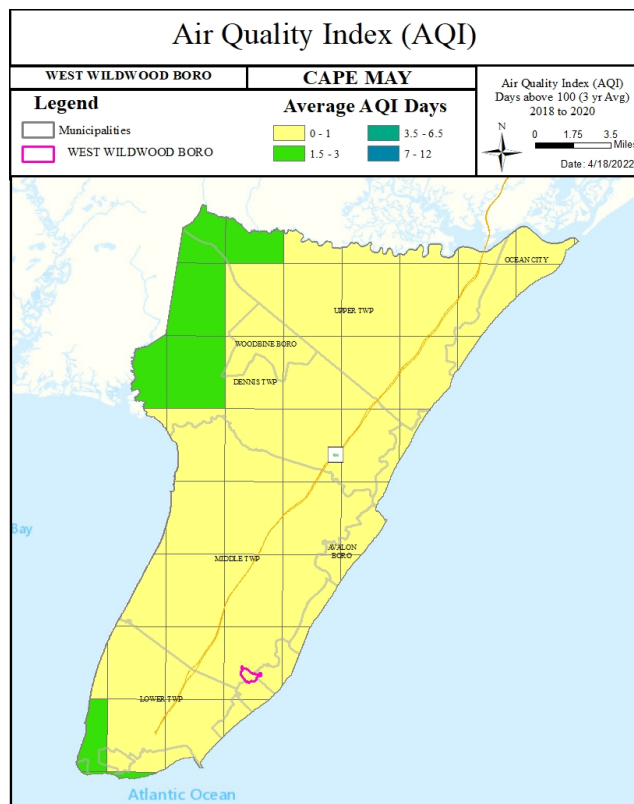 Air Quality Index (AQI)
WEST WILDWOOD BORO
CAPE MAY
Legend
Municipalities
WEST WILDWOOD BORO
Average AQI Days
0 - 1
3.5 - 6.5
1.5 - 3
7 - 12
Air Quality Index (AQI)
Days above 100 (3 yr Avg)
2018 to 2020
N
0 1.75 3.5
Miles
Date: 4/18/2022
OCEAN CITY
UPPER TWP
WOODBINE BORO
DENNIS TWP
Bay
AVALON
BORO
MIDDLE TWP
LOWER TWP
Atlantic Ocean